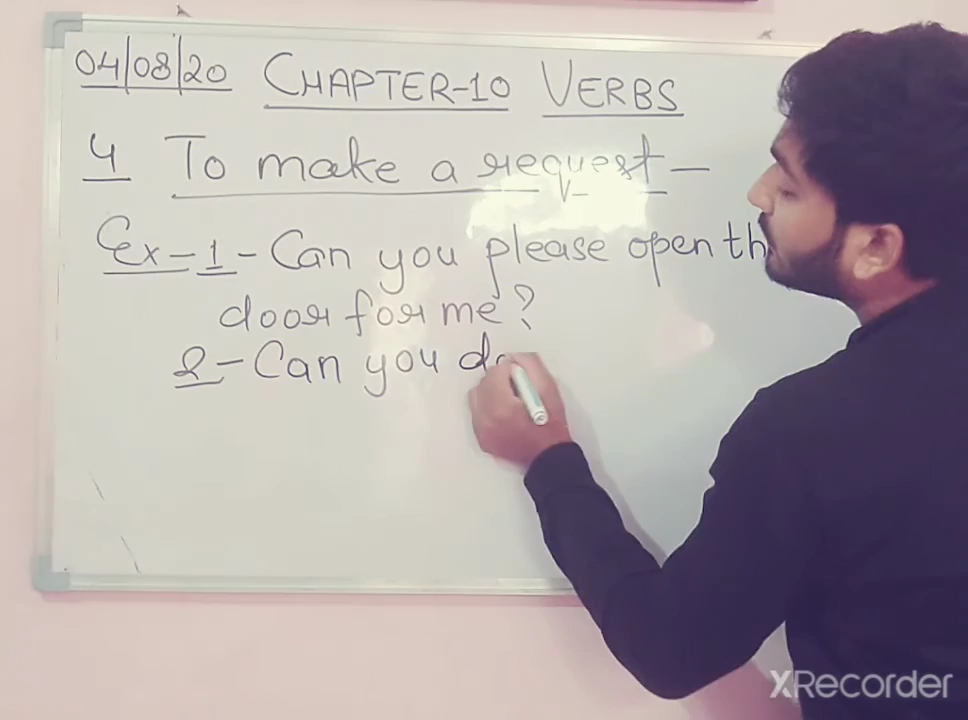 04/08/20 CHAPTER-10 VERBS
4 To make a request -
Ex-1- Can you please open
door for me?
2- Can you
XRecorder